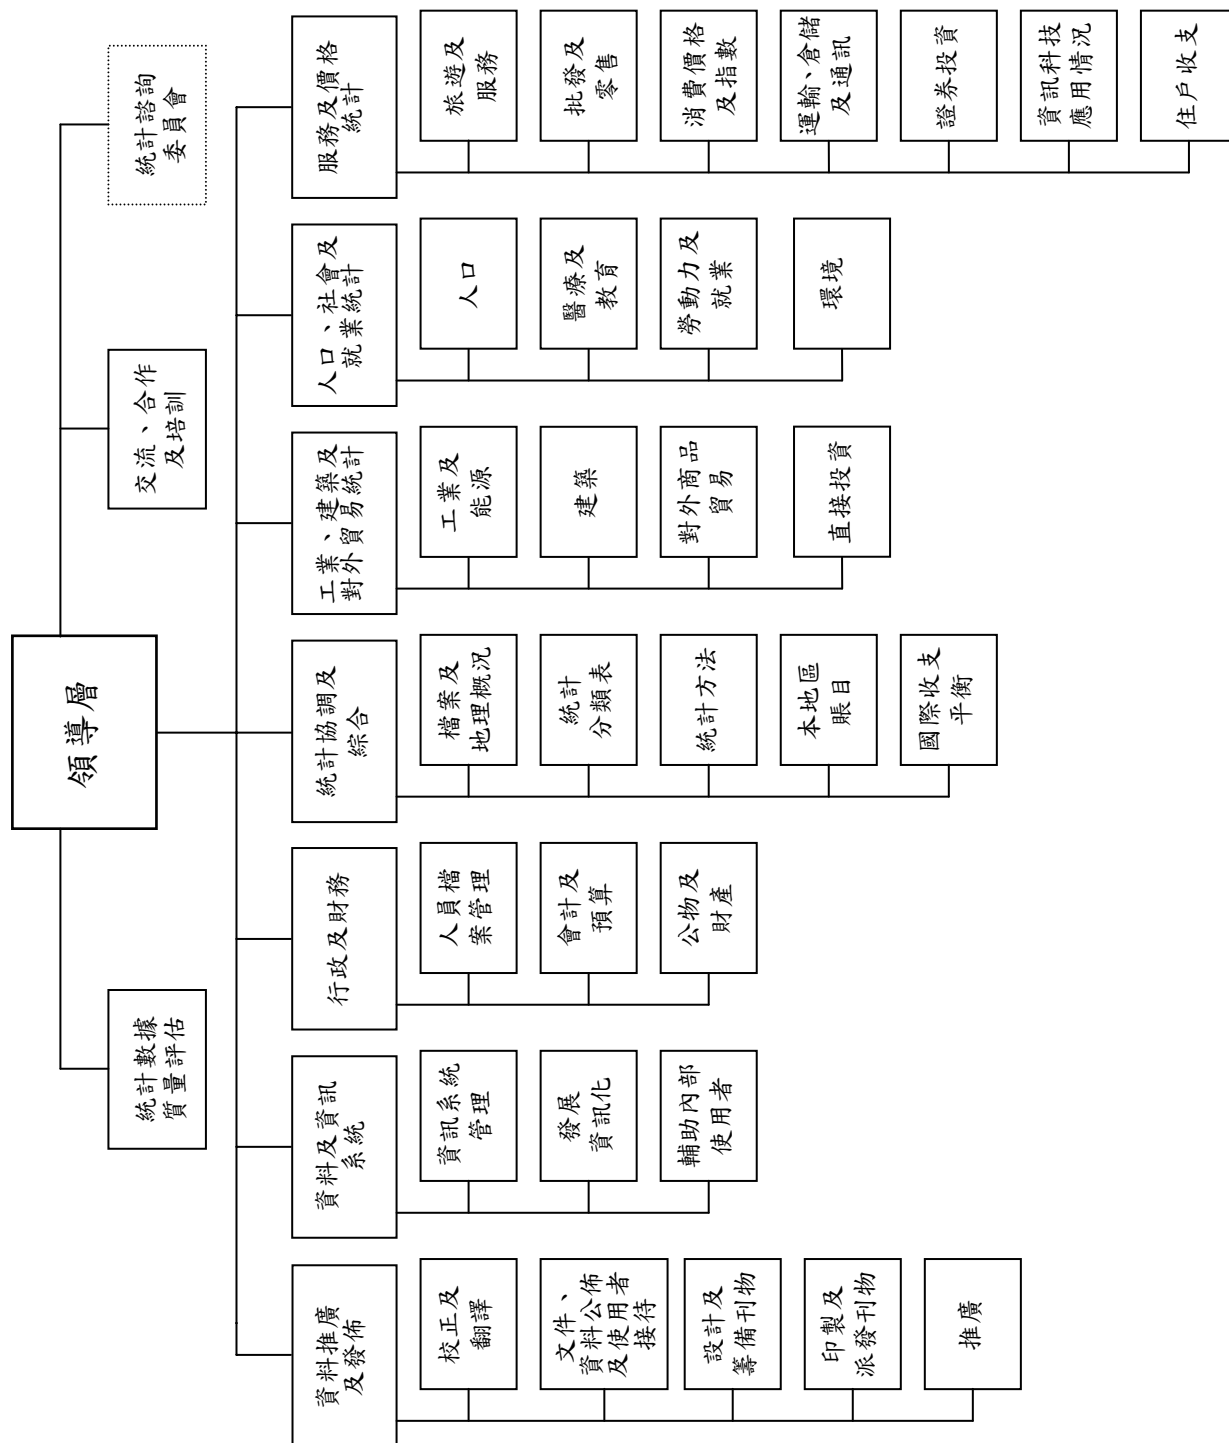 領導層
統計數據
質量評估
交流、合作
及培訓
統計諮詢
委員會
資料推廣
及發佈
校正及
翻譯
文件、
資料公佈
及使用者
接待
設計及
籌備刊物
印製及
派發刊物
推廣
資料及資訊
系統
資訊系統
管理
發展
資訊化
輔助內部
使用者
行政及財務
人員檔
案管理
會計及
預算
公物及
財產
統計協調及
綜合
檔案及
地理概況
統計
分類表
統計方法
本地區
賬目
國際收支
平衡
工業、建築及
對外貿易統計
工業及
能源
建築
對外商品
貿易
直接投資
人口、社會及
就業統計
人口
醫療及
教育
勞動力及
就業
環境
服務及價格
統計
旅遊及
服務
批發及
零售
消費價格
及指數
運輸、倉儲
及通訊
證券投資
資訊科技
應用情況
住戶收支